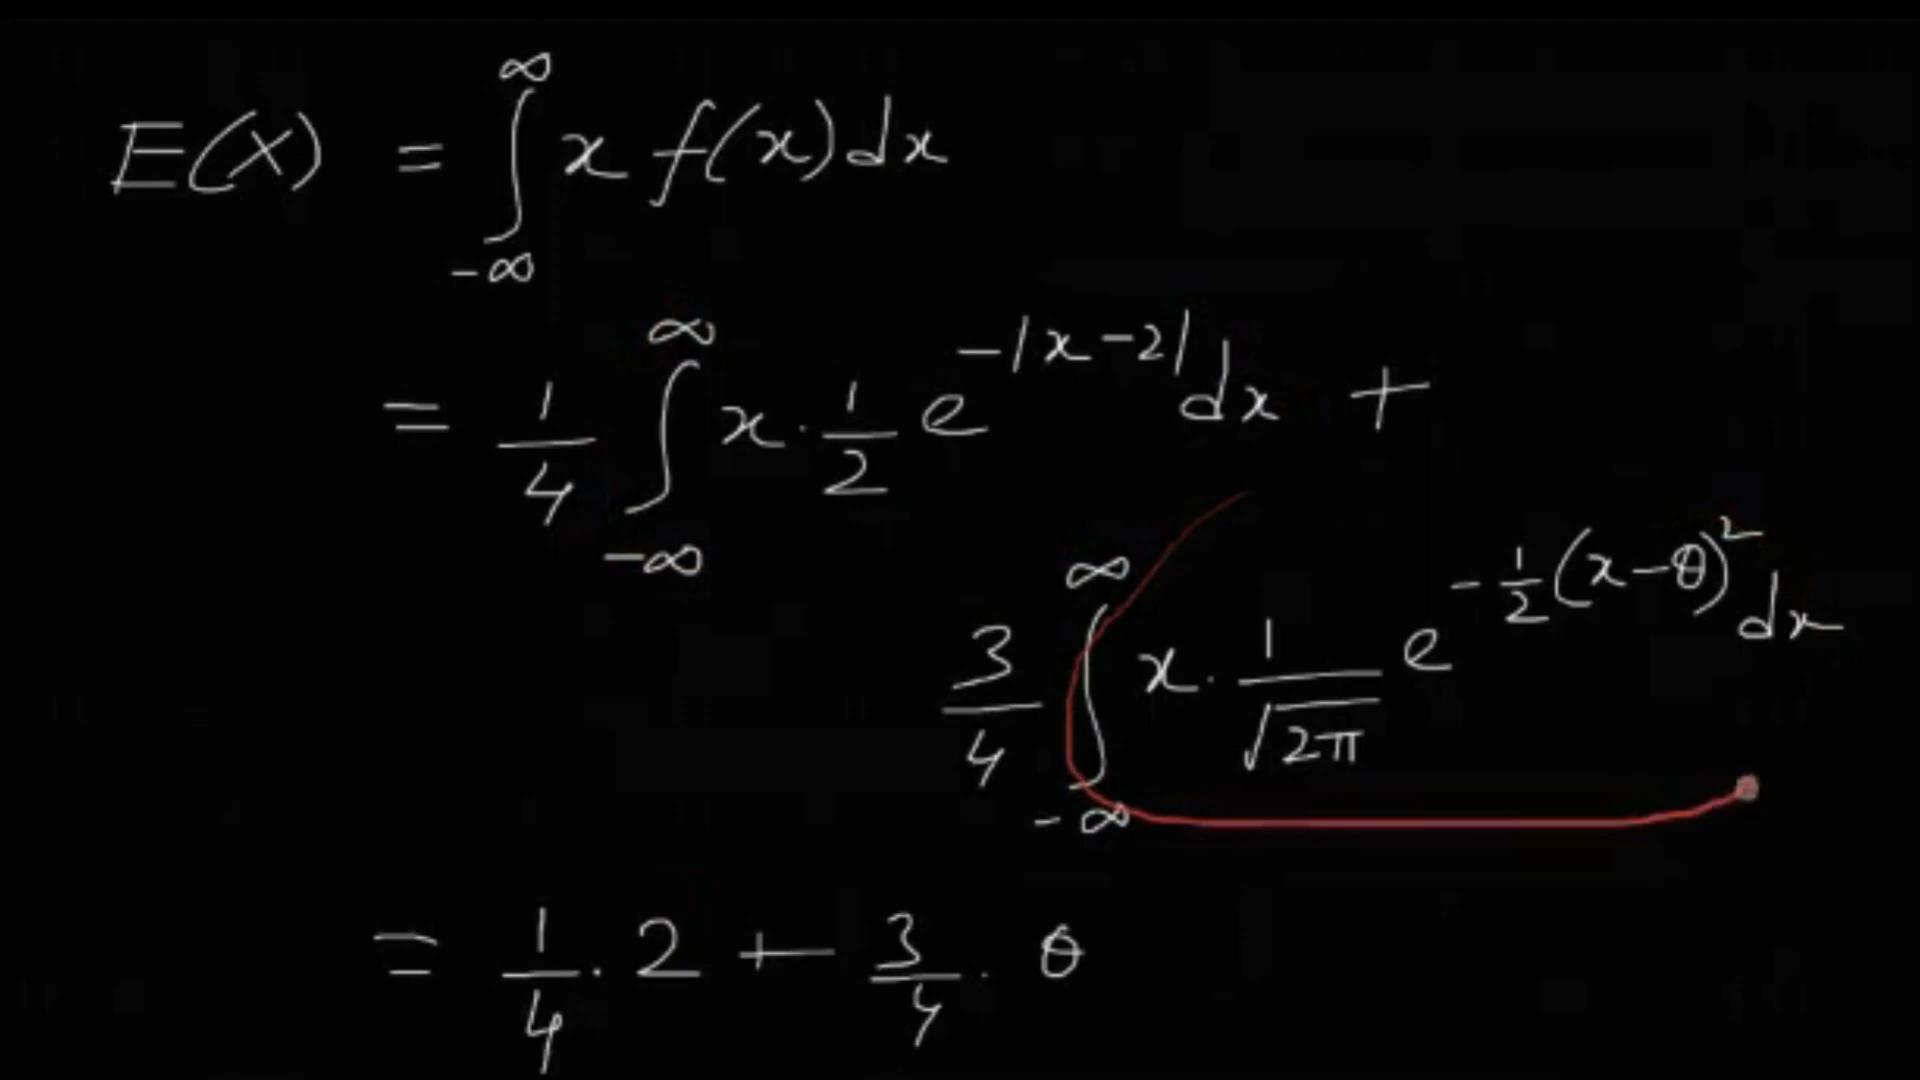 E(X) = ∫_{-∞}^{∞} x f(x) dx
= 1/4 ∫_{-∞}^{∞} x · 1/2 e^{-|x-2|} dx +
3/4 ∫_{-∞}^{∞} x · 1/√(2π) e^{-1/2 (x-θ)^2} dx
= 1/4 · 2 + 3/4 · θ